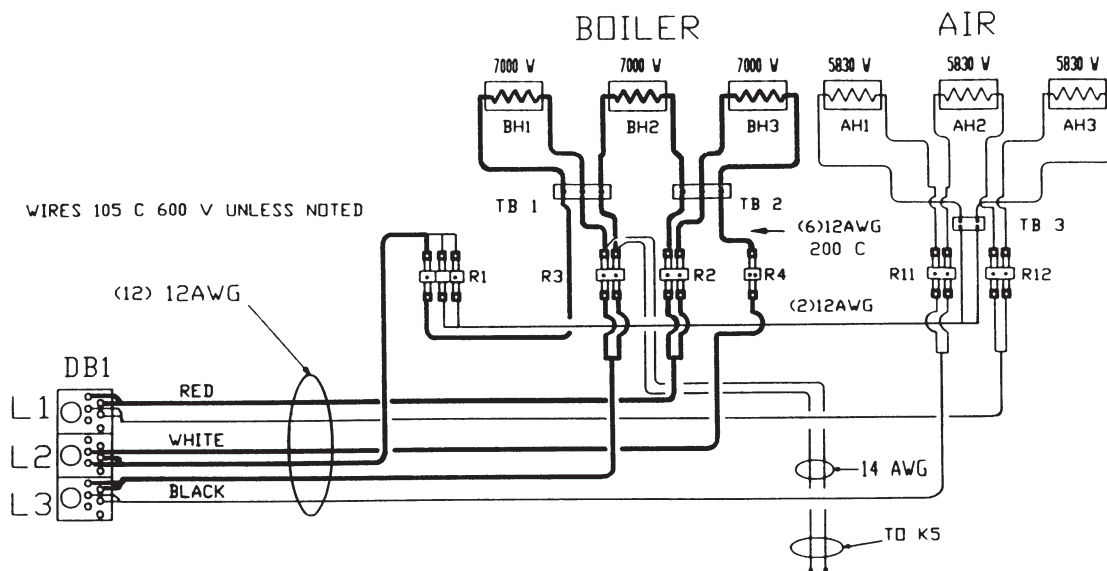 BOILER
AIR
7000 W
7000 W
7000 W
5830 W
5830 W
5830 W
BH1
BH2
BH3
AH1
AH2
AH3
TB 1
TB 2
TB 3
WIRES 105 C 600 V UNLESS NOTED
(6)12AWG
200 C
R1
R3
R2
R4
R11
R12
(12) 12AWG
(2)12AWG
DB1
L1
RED
L2
WHITE
L3
BLACK
14 AWG
TO K5